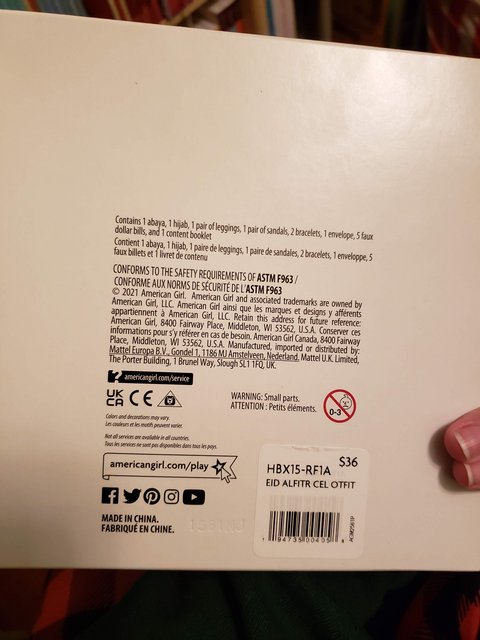 Contains 1 abaya, 1 hijab, 1 pair of leggings, 1 pair of sandals, 2 bracelets, 1 envelope, 5 faux
dollar bills, and 1 content booklet
Contient 1 abaya, 1 hijab, 1 paire de leggings, 1 paire de sandales, 2 bracelets, 1 enveloppe, 5
faux billets et 1 livret de contenu
CONFORMS TO THE SAFETY REQUIREMENTS OF ASTM F963 /
CONFORME AUX NORMS DE SÉCURITÉ DE L'ASTM F963
© 2021 American Girl. American Girl and associated trademarks are owned by
American Girl, LLC. American Girl ainsi que les marques et designs y afférents
appartiennent à American Girl, LLC. Retain this address for future reference:
American Girl, 8400 Fairway Place, Middleton, WI 53562, U.S.A. Conserver ces
informations pour s'y référer en cas de besoin. American Girl Canada, 8400 Fairway
Place, Middleton, WI 53562, U.S.A. Manufactured, imported or distributed by:
Mattel Europa B.V., Gondel 1, 1186 MJ Amstelveen, Nederland. Mattel U.K. Limited,
The Porter Building, 1 Brunel Way, Slough SL1 1FQ, UK.
? americangirl.com/service
UK
CA CE
WARNING: Small parts.
ATTENTION : Petits éléments.
0-3
Colors and decorations may vary.
Les couleurs et les motifs peuvent varier.
Not all services are available in all countries.
Tous les services ne sont pas disponibles dans tous les pays.
americangirl.com/play
MADE IN CHINA.
FABRIQUÉ EN CHINE.
1581NJ
$36
HBX15-RF1A
EID ALFITR CEL OTFIT
1 94735 00405 8